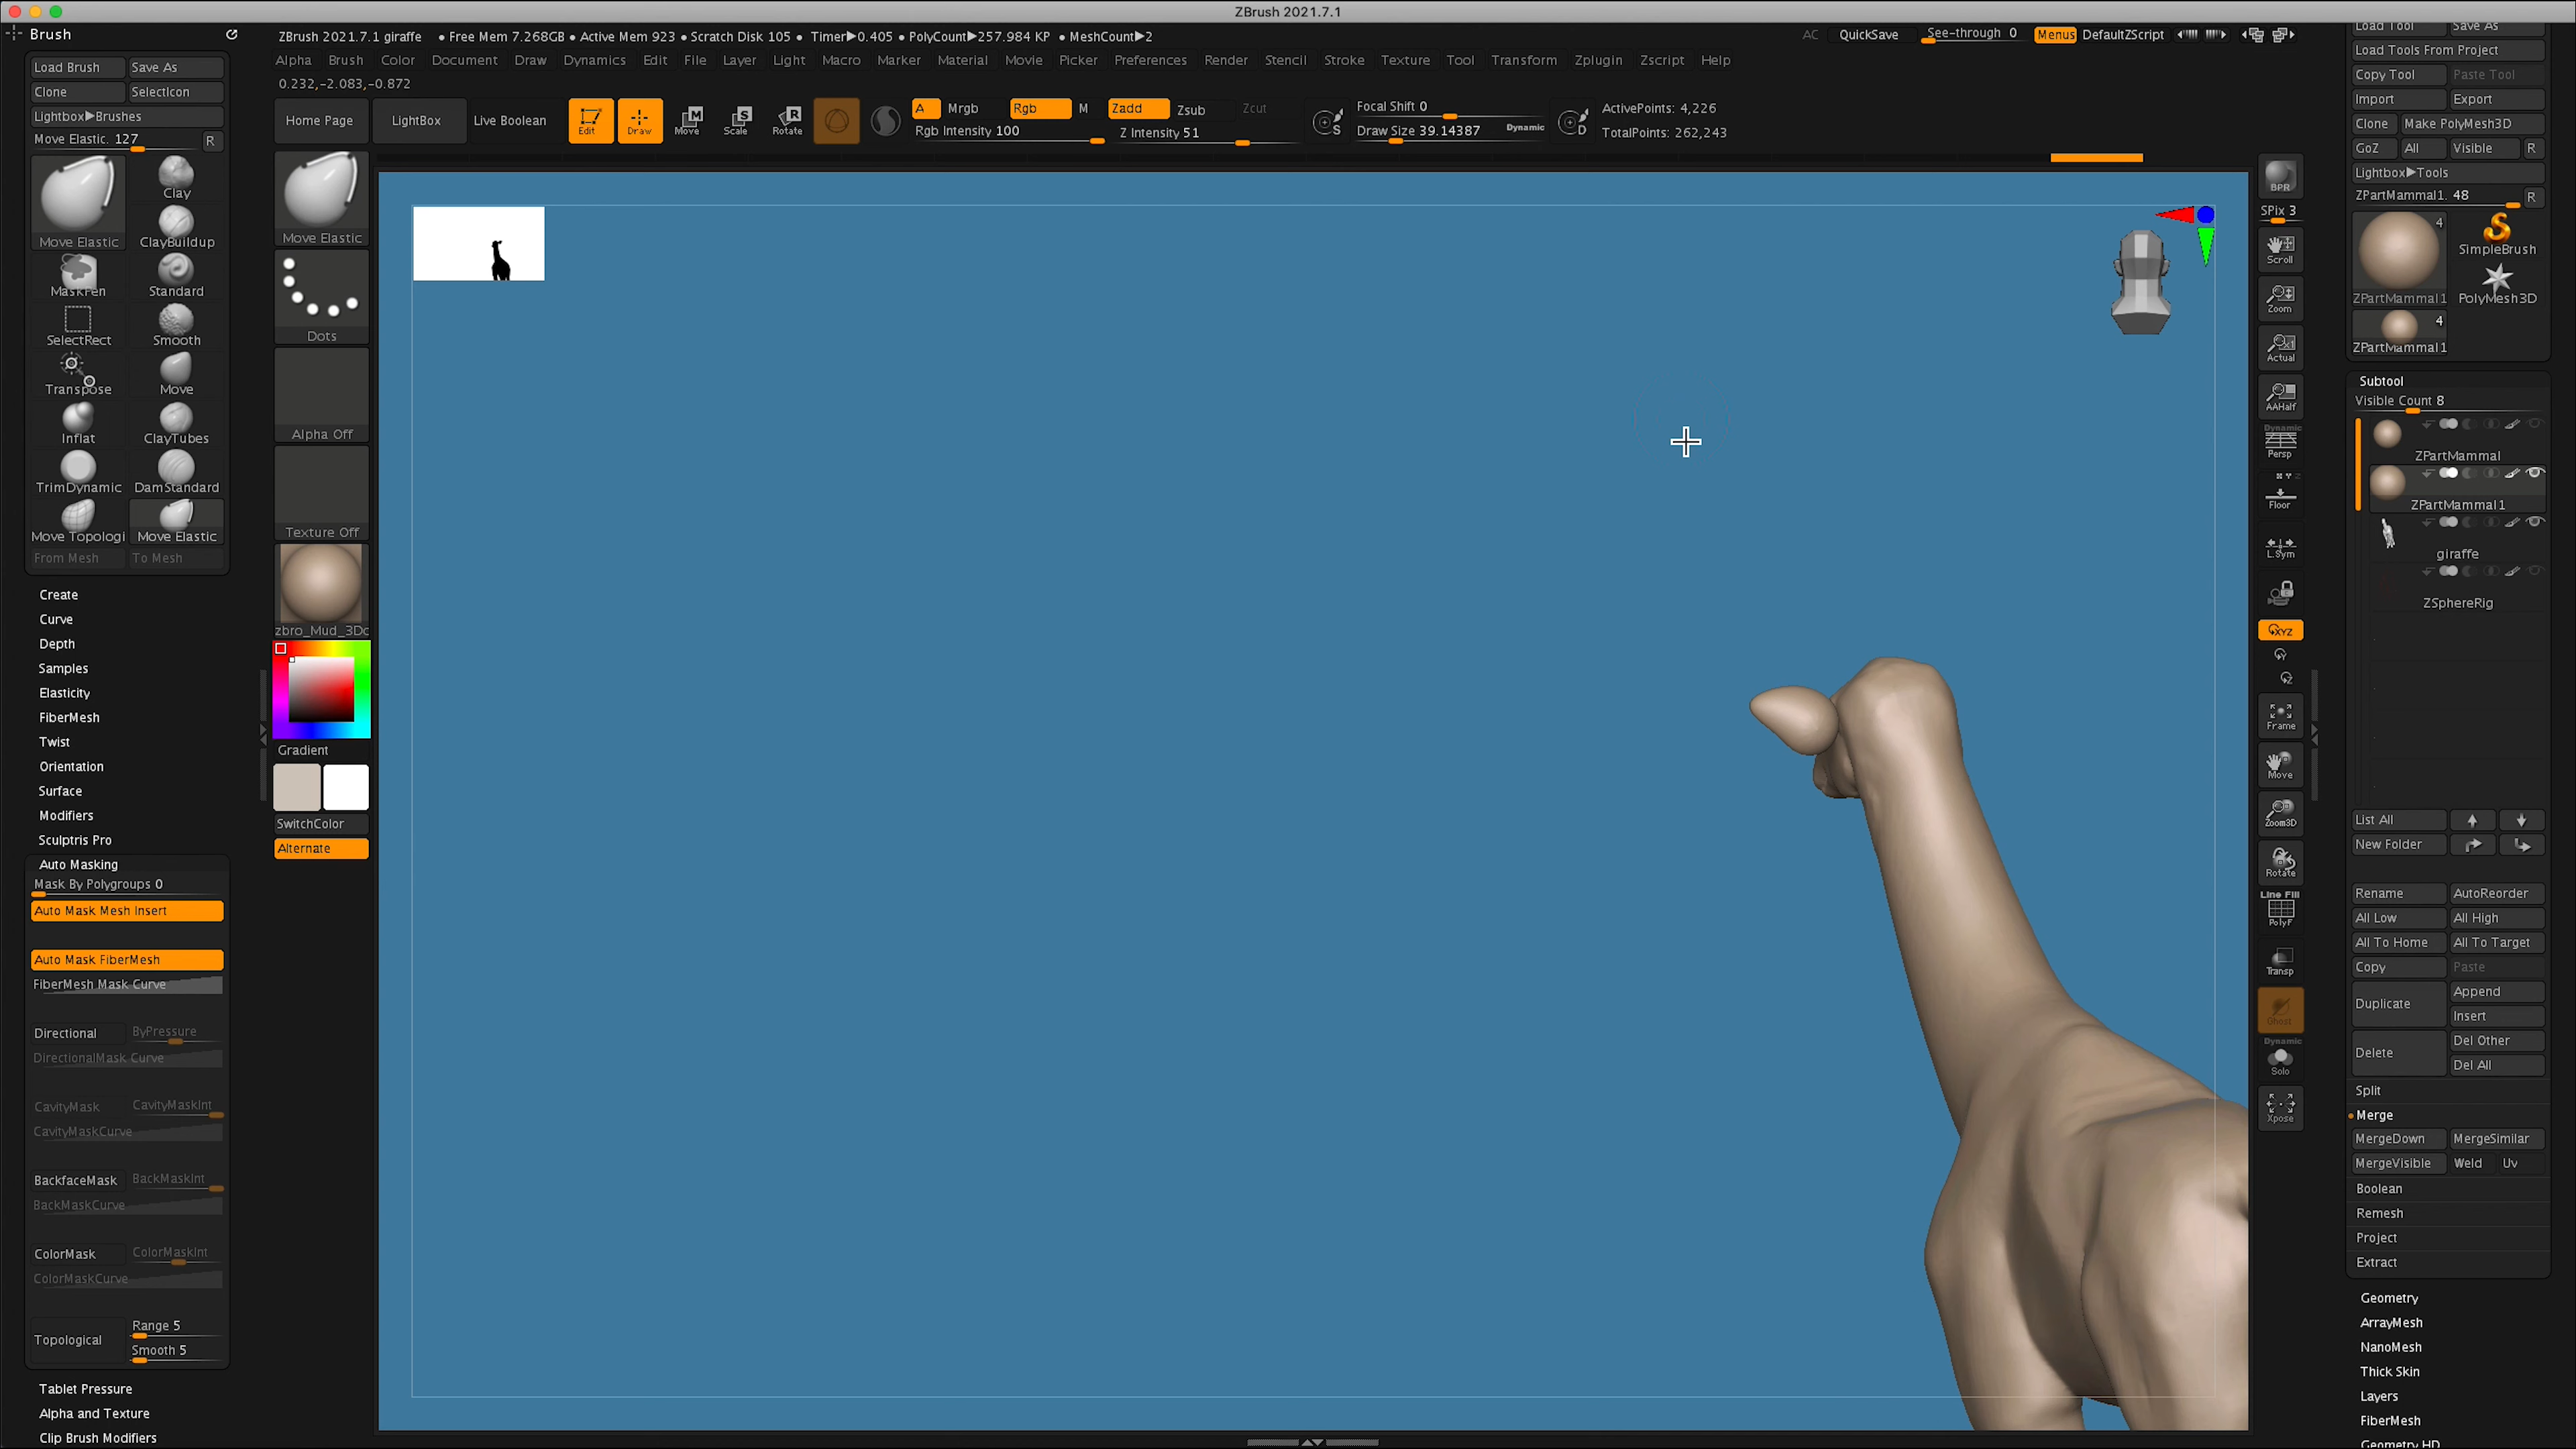 ZBrush 2021.7.1
Brush
ZBrush 2021.7.1 giraffe • Free Mem 7.268GB • Active Mem 923 • Scratch Disk 105 • Timer▶0.405 • PolyCount▶257.984 KP • MeshCount▶2
AC QuickSave See-through 0 Menus DefaultZScript
Alpha Brush Color Document Draw Dynamics Edit File Layer Light Macro Marker Material Movie Picker Preferences Render Stencil Stroke Texture Tool Transform Zplugin Zscript Help
0.232,-2.083,-0.872
Load Brush Save As
Clone SelectIcon
Lightbox▶Brushes
Move Elastic. 127 R
Move Elastic Clay
ClayBuildup
MaskPen Standard
SelectRect Smooth
Transpose Move
Inflat ClayTubes
TrimDynamic DamStandard
Move Topologi Move Elastic
From Mesh To Mesh
Create
Curve
Depth
Samples
Elasticity
FiberMesh
Twist
Orientation
Surface
Modifiers
Sculptris Pro
Auto Masking
Mask By Polygroups 0
Auto Mask Mesh Insert
Auto Mask FiberMesh
FiberMesh Mask Curve
Directional ByPressure
DirectionalMask Curve
CavityMask CavityMaskInt
CavityMaskCurve
BackfaceMask BackMaskInt
BackMaskCurve
ColorMask ColorMaskInt
ColorMaskCurve
Topological Range 5
Smooth 5
Tablet Pressure
Alpha and Texture
Clip Brush Modifiers
Home Page LightBox Live Boolean Edit Draw Move Scale Rotate
A Mrgb Rgb M Zadd Zsub Zcut
Rgb Intensity 100 Z Intensity 51
Focal Shift 0
Draw Size 39.14387 Dynamic
ActivePoints: 4,226
TotalPoints: 262,243
Move Elastic
Dots
Alpha Off
Texture Off
zbro_Mud_3Dc
Gradient
SwitchColor
Alternate
BPR
SPix 3
Scroll
Zoom
Actual
AAHalf
Dynamic
Persp
Floor
L.Sym
XYZ
Frame
Move
Zoom3D
Rotate
Line Fill
PolyF
Transp
Ghost
Dynamic
Solo
Xpose
Load Tool Save As
Load Tools From Project
Copy Tool Paste Tool
Import Export
Clone Make PolyMesh3D
GoZ All Visible R
Lightbox▶Tools
ZPartMammal1. 48 R
4
SimpleBrush
ZPartMammal1 PolyMesh3D
4
ZPartMammal1
Subtool
Visible Count 8
ZPartMammal
ZPartMammal1
giraffe
ZSphereRig
List All
New Folder
Rename AutoReorder
All Low All High
All To Home All To Target
Copy Paste
Duplicate Append
Insert
Delete Del Other
Del All
Split
Merge
MergeDown MergeSimilar
MergeVisible Weld Uv
Boolean
Remesh
Project
Extract
Geometry
ArrayMesh
NanoMesh
Thick Skin
Layers
FiberMesh
Geometry HD